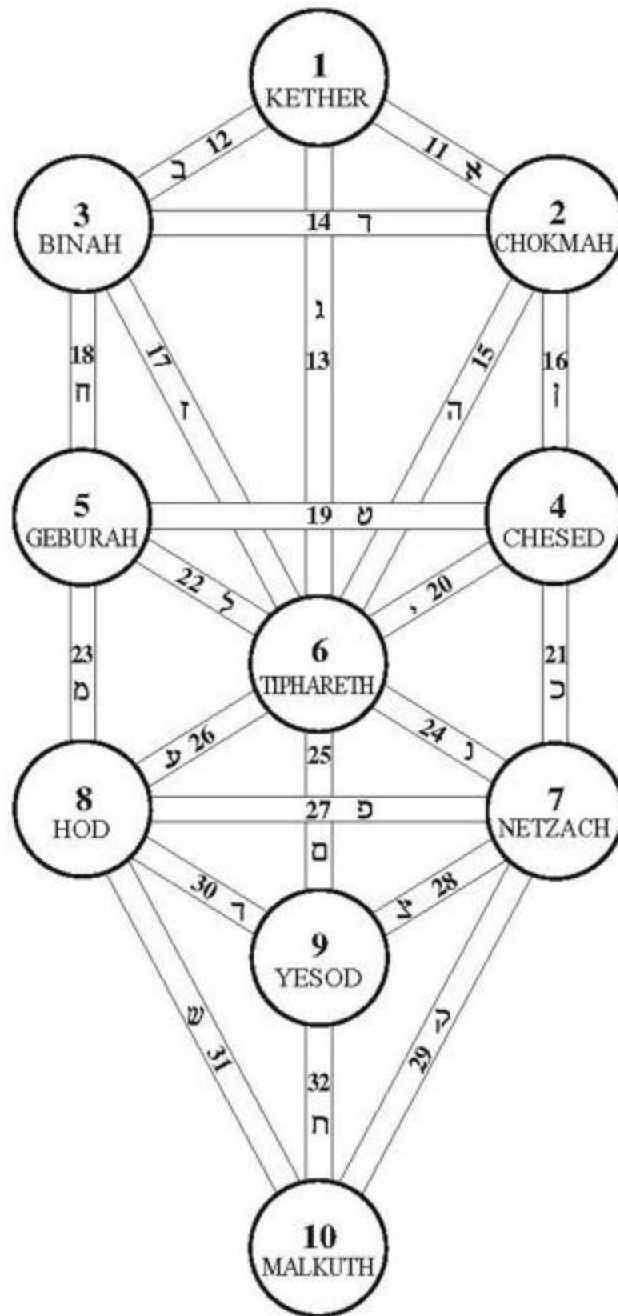 1
KETHER
12
ב
11
א
3
BINAH
2
CHOKMAH
14 ד
ג
13
18
ח
17
ז
15
ה
16
ו
5
GEBURAH
4
CHESED
19 ט
22 ל
י 20
6
TIPHARETH
23
מ
21
כ
ע 26
24 נ
25
8
HOD
7
NETZACH
27 פ
ם
30 ר
צ 28
9
YESOD
ש
31
ק
29
32
ת
10
MALKUTH